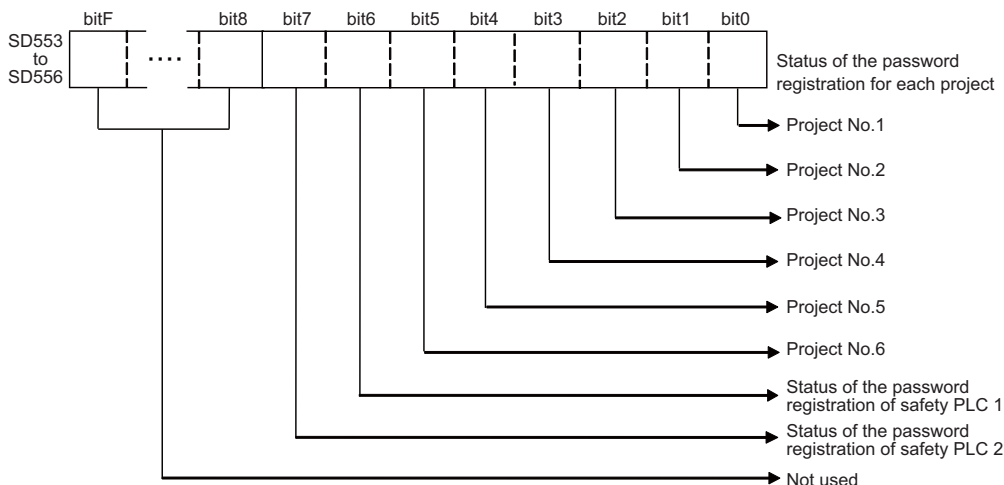 bitF bit8 bit7 bit6 bit5 bit4 bit3 bit2 bit1 bit0
SD553
to
SD556
Status of the password
registration for each project
Project No.1
Project No.2
Project No.3
Project No.4
Project No.5
Project No.6
Status of the password
registration of safety PLC 1
Status of the password
registration of safety PLC 2
Not used